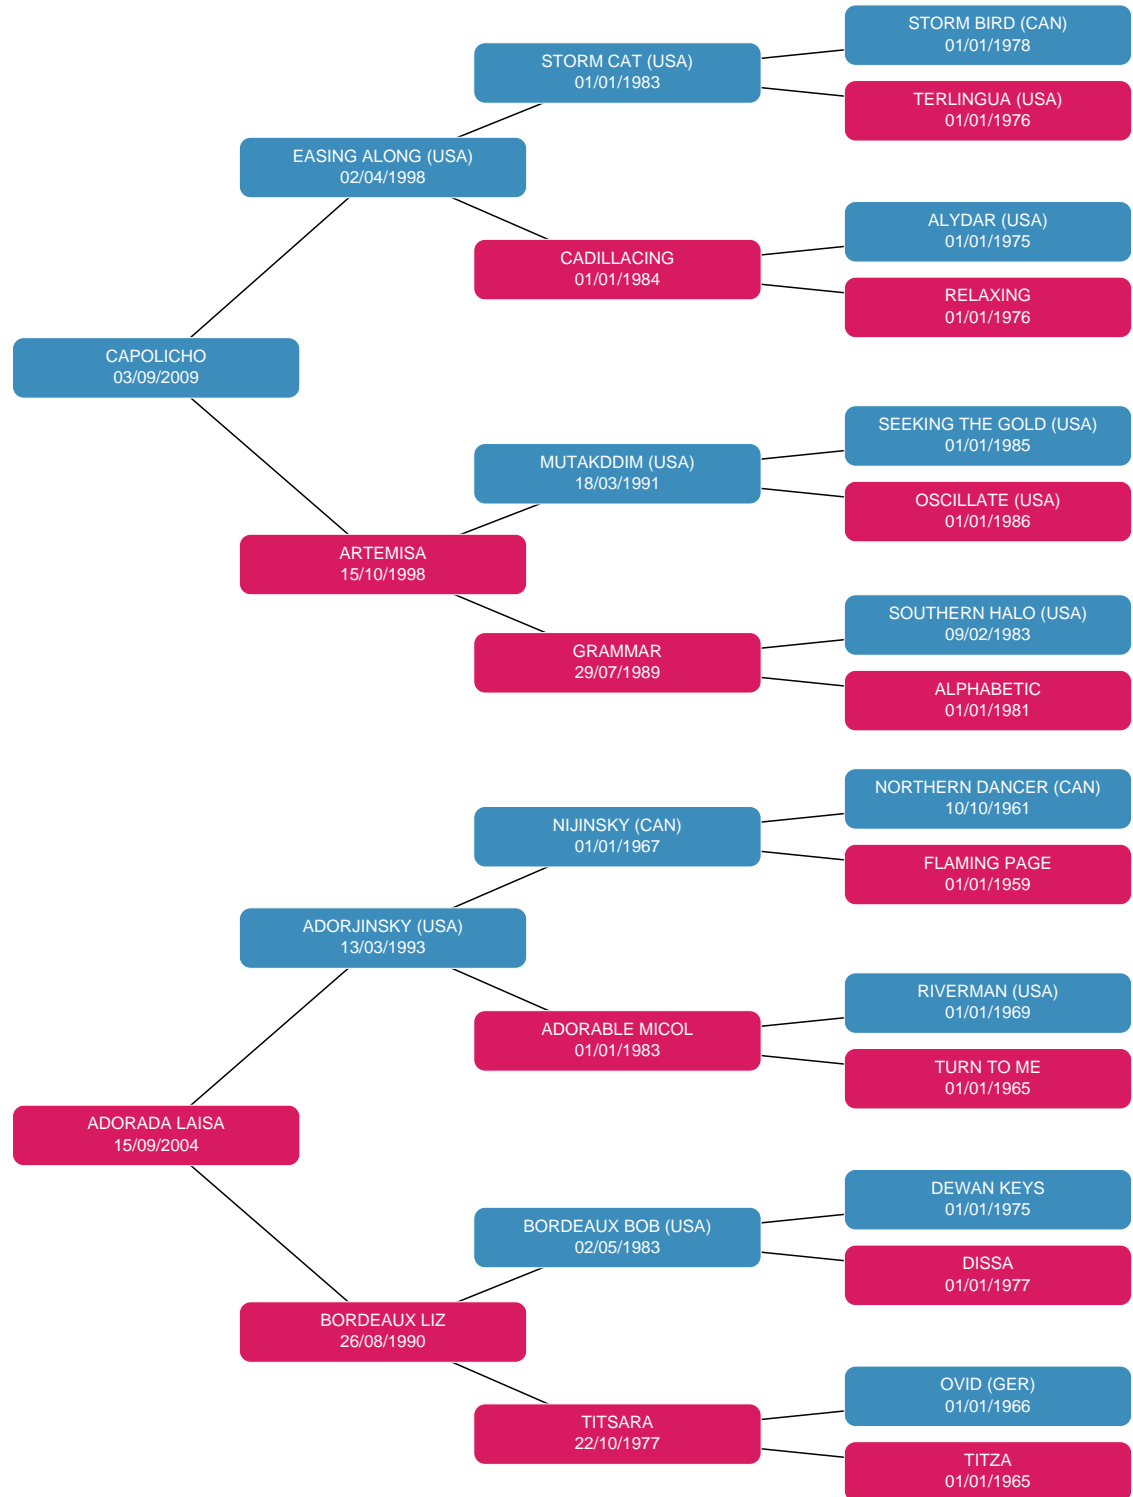 STORM BIRD (CAN)
01/01/1978
STORM CAT (USA)
01/01/1983
TERLINGUA (USA)
01/01/1976
EASING ALONG (USA)
02/04/1998
ALYDAR (USA)
01/01/1975
CADILLACING
01/01/1984
RELAXING
01/01/1976
CAPOLICHO
03/09/2009
SEEKING THE GOLD (USA)
01/01/1985
MUTAKDDIM (USA)
18/03/1991
OSCILLATE (USA)
01/01/1986
ARTEMISA
15/10/1998
SOUTHERN HALO (USA)
09/02/1983
GRAMMAR
29/07/1989
ALPHABETIC
01/01/1981
NORTHERN DANCER (CAN)
10/10/1961
NIJINSKY (CAN)
01/01/1967
FLAMING PAGE
01/01/1959
ADORJINSKY (USA)
13/03/1993
RIVERMAN (USA)
01/01/1969
ADORABLE MICOL
01/01/1983
TURN TO ME
01/01/1965
ADORADA LAISA
15/09/2004
DEWAN KEYS
01/01/1975
BORDEAUX BOB (USA)
02/05/1983
DISSA
01/01/1977
BORDEAUX LIZ
26/08/1990
OVID (GER)
01/01/1966
TITSARA
22/10/1977
TITZA
01/01/1965